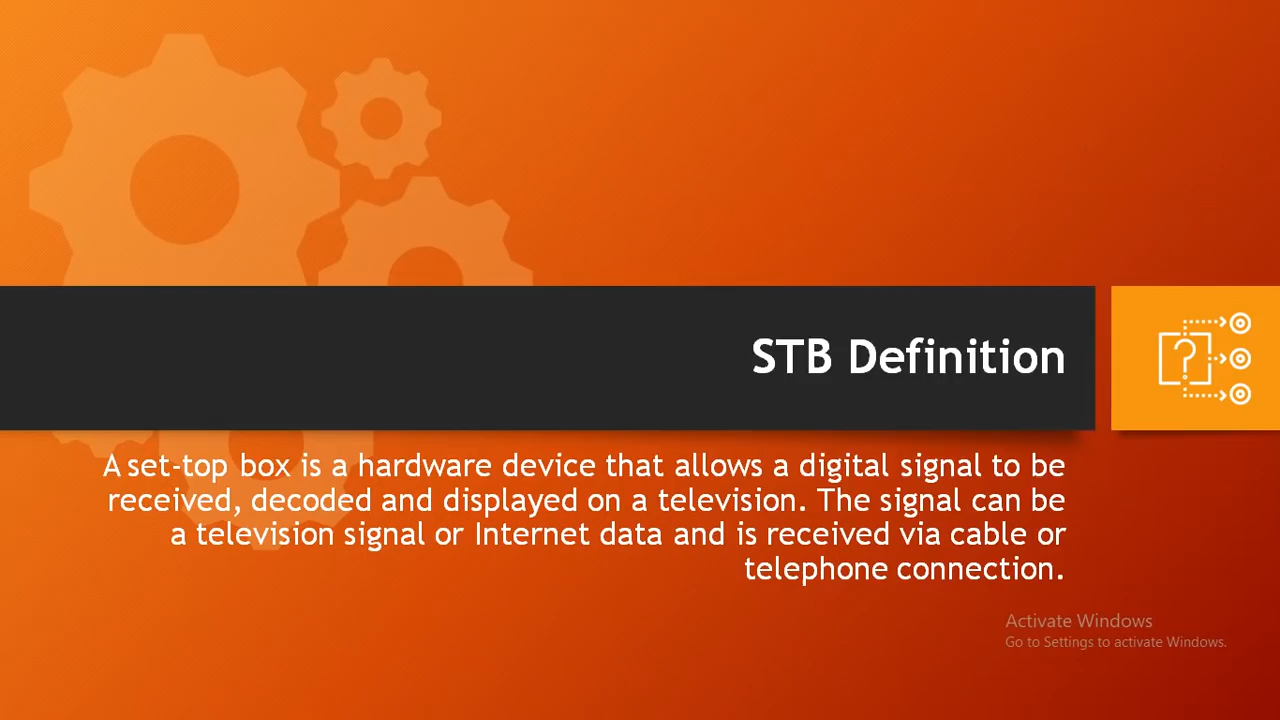 STB Definition
A set-top box is a hardware device that allows a digital signal to be
received, decoded and displayed on a television. The signal can be
a television signal or Internet data and is received via cable or
telephone connection.
Activate Windows
Go to Settings to activate Windows.